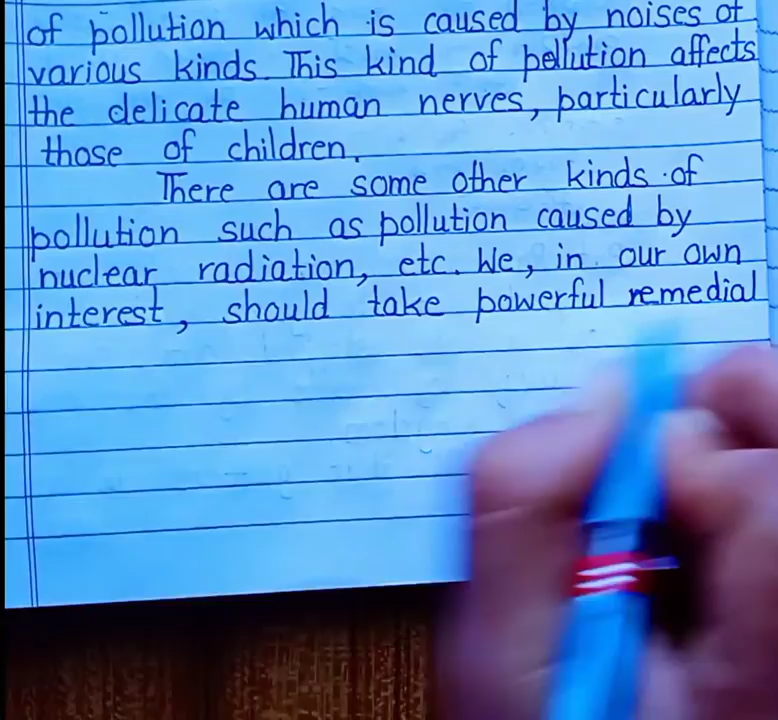 of pollution which is caused by noises of
various kinds. This kind of pollution affects
the delicate human nerves, particularly
those of children.
There are some other kinds of
pollution such as pollution caused by
nuclear radiation, etc. We, in our own
interest, should take powerful remedial